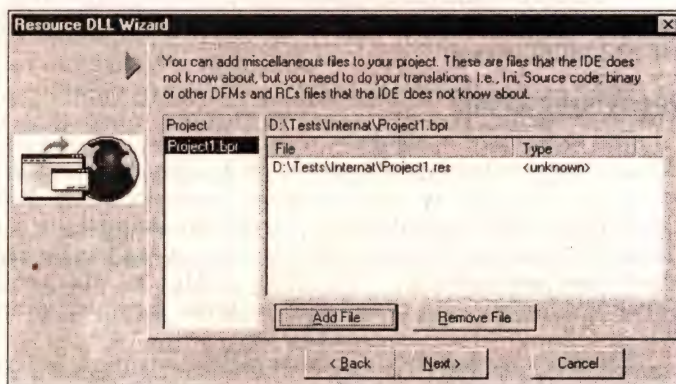 Resource DLL Wizard
You can add miscellaneous files to your project. These are files that the IDE does
not know about, but you need to do your translations. I.e., Ini, Source code, binary
or other DFMs and RCs files that the IDE does not know about.
Project
D:\Tests\Internat\Project1.bpr
Project1.bpr
File Type
D:\Tests\Internat\Project1.res <unknown>
Add File Remove File
< Back Next > Cancel